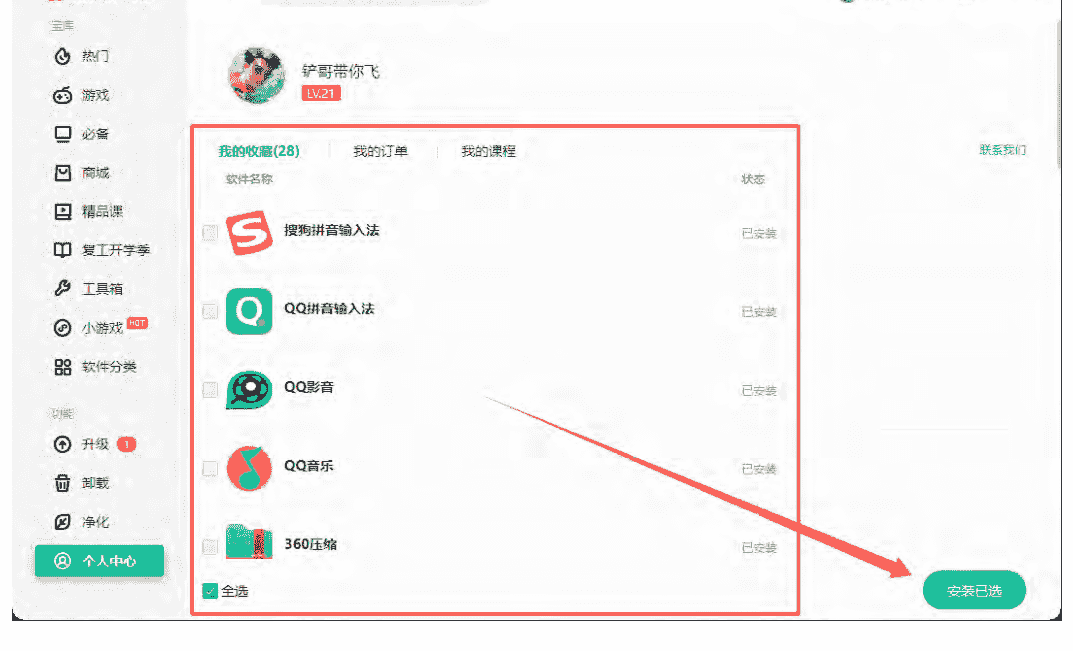 宝库
热门
游戏
必备
商城
精品课
复工开学季
工具箱
小游戏 HOT
软件分类
功能
升级 1
卸载
净化
个人中心
铲哥带你飞
LV.21
我的收藏(28) 我的订单 我的课程
联系我们
软件名称 状态
搜狗拼音输入法 已安装
QQ拼音输入法 已安装
QQ影音 已安装
QQ音乐 已安装
360压缩 已安装
全选
安装已选